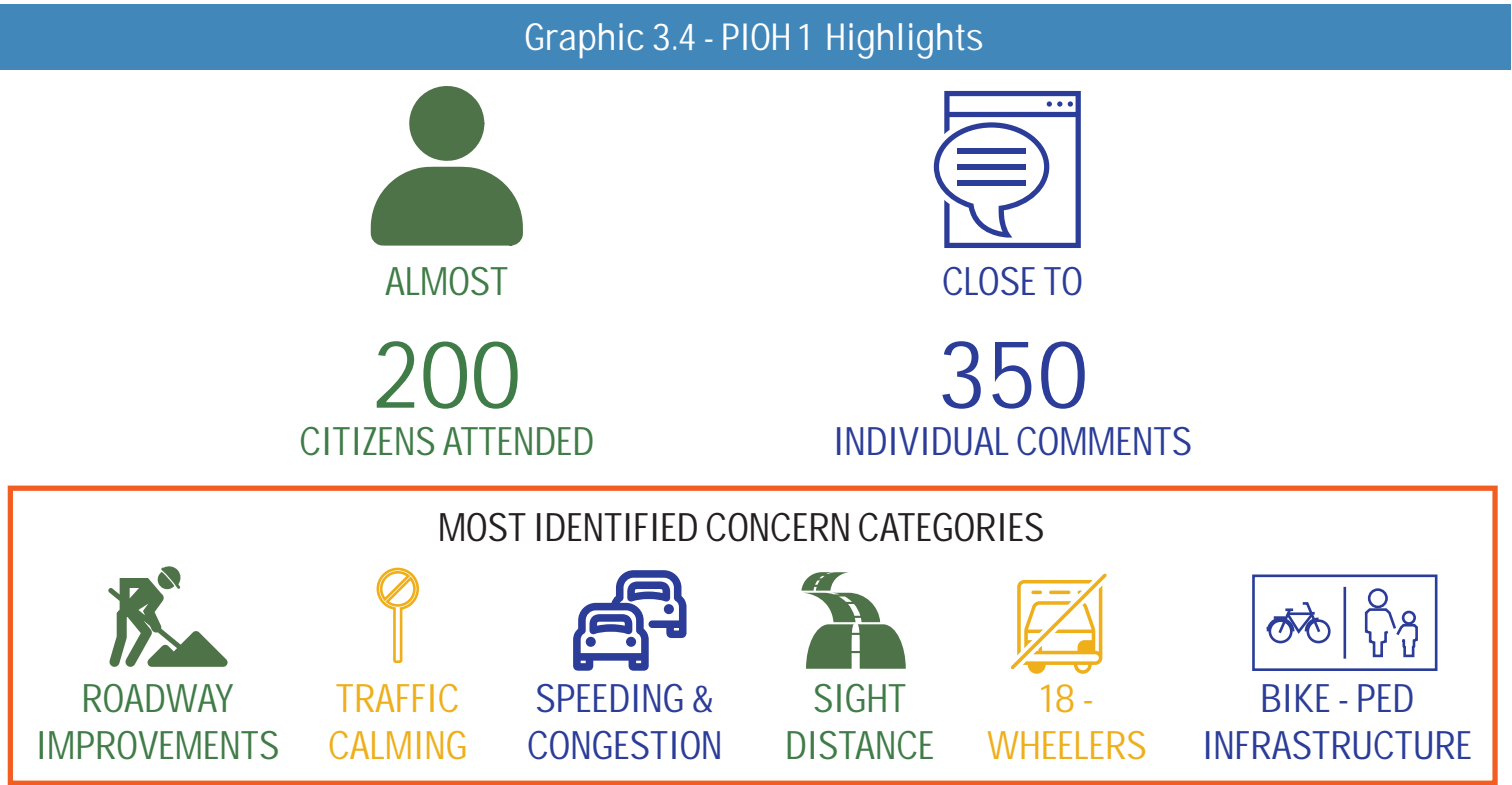 Graphic 3.4 - PIOH 1 Highlights
ALMOST
200
CITIZENS ATTENDED
CLOSE TO
350
INDIVIDUAL COMMENTS
MOST IDENTIFIED CONCERN CATEGORIES
ROADWAY
IMPROVEMENTS
TRAFFIC
CALMING
SPEEDING &
CONGESTION
SIGHT
DISTANCE
18 -
WHEELERS
BIKE - PED
INFRASTRUCTURE